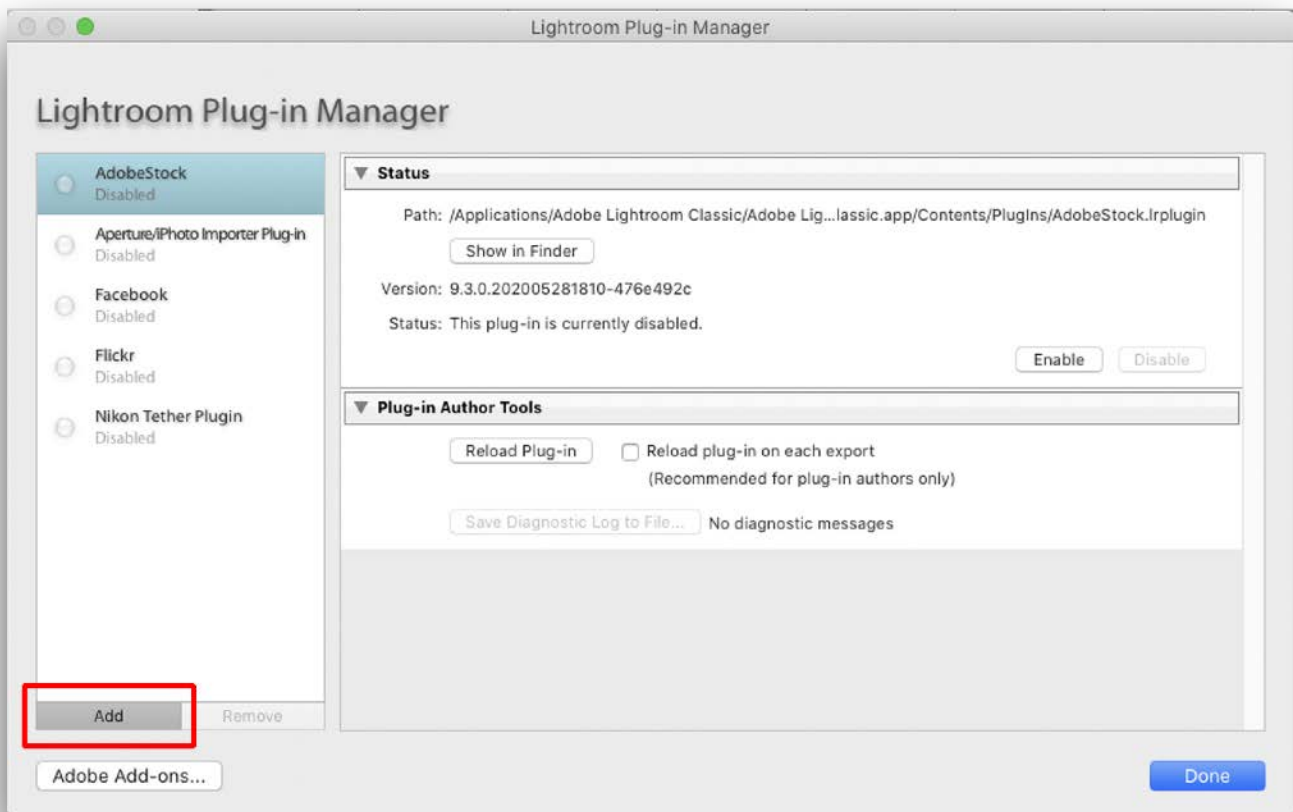 Lightroom Plug-in Manager
Lightroom Plug-in Manager
AdobeStock
Disabled
Aperture/iPhoto Importer Plug-in
Disabled
Facebook
Disabled
Flickr
Disabled
Nikon Tether Plugin
Disabled
Add Remove
Adobe Add-ons...
Status
Path: /Applications/Adobe Lightroom Classic/Adobe Lig...lassic.app/Contents/PlugIns/AdobeStock.lrplugin
Show in Finder
Version: 9.3.0.202005281810-476e492c
Status: This plug-in is currently disabled.
Enable Disable
Plug-in Author Tools
Reload Plug-in Reload plug-in on each export
(Recommended for plug-in authors only)
Save Diagnostic Log to File... No diagnostic messages
Done